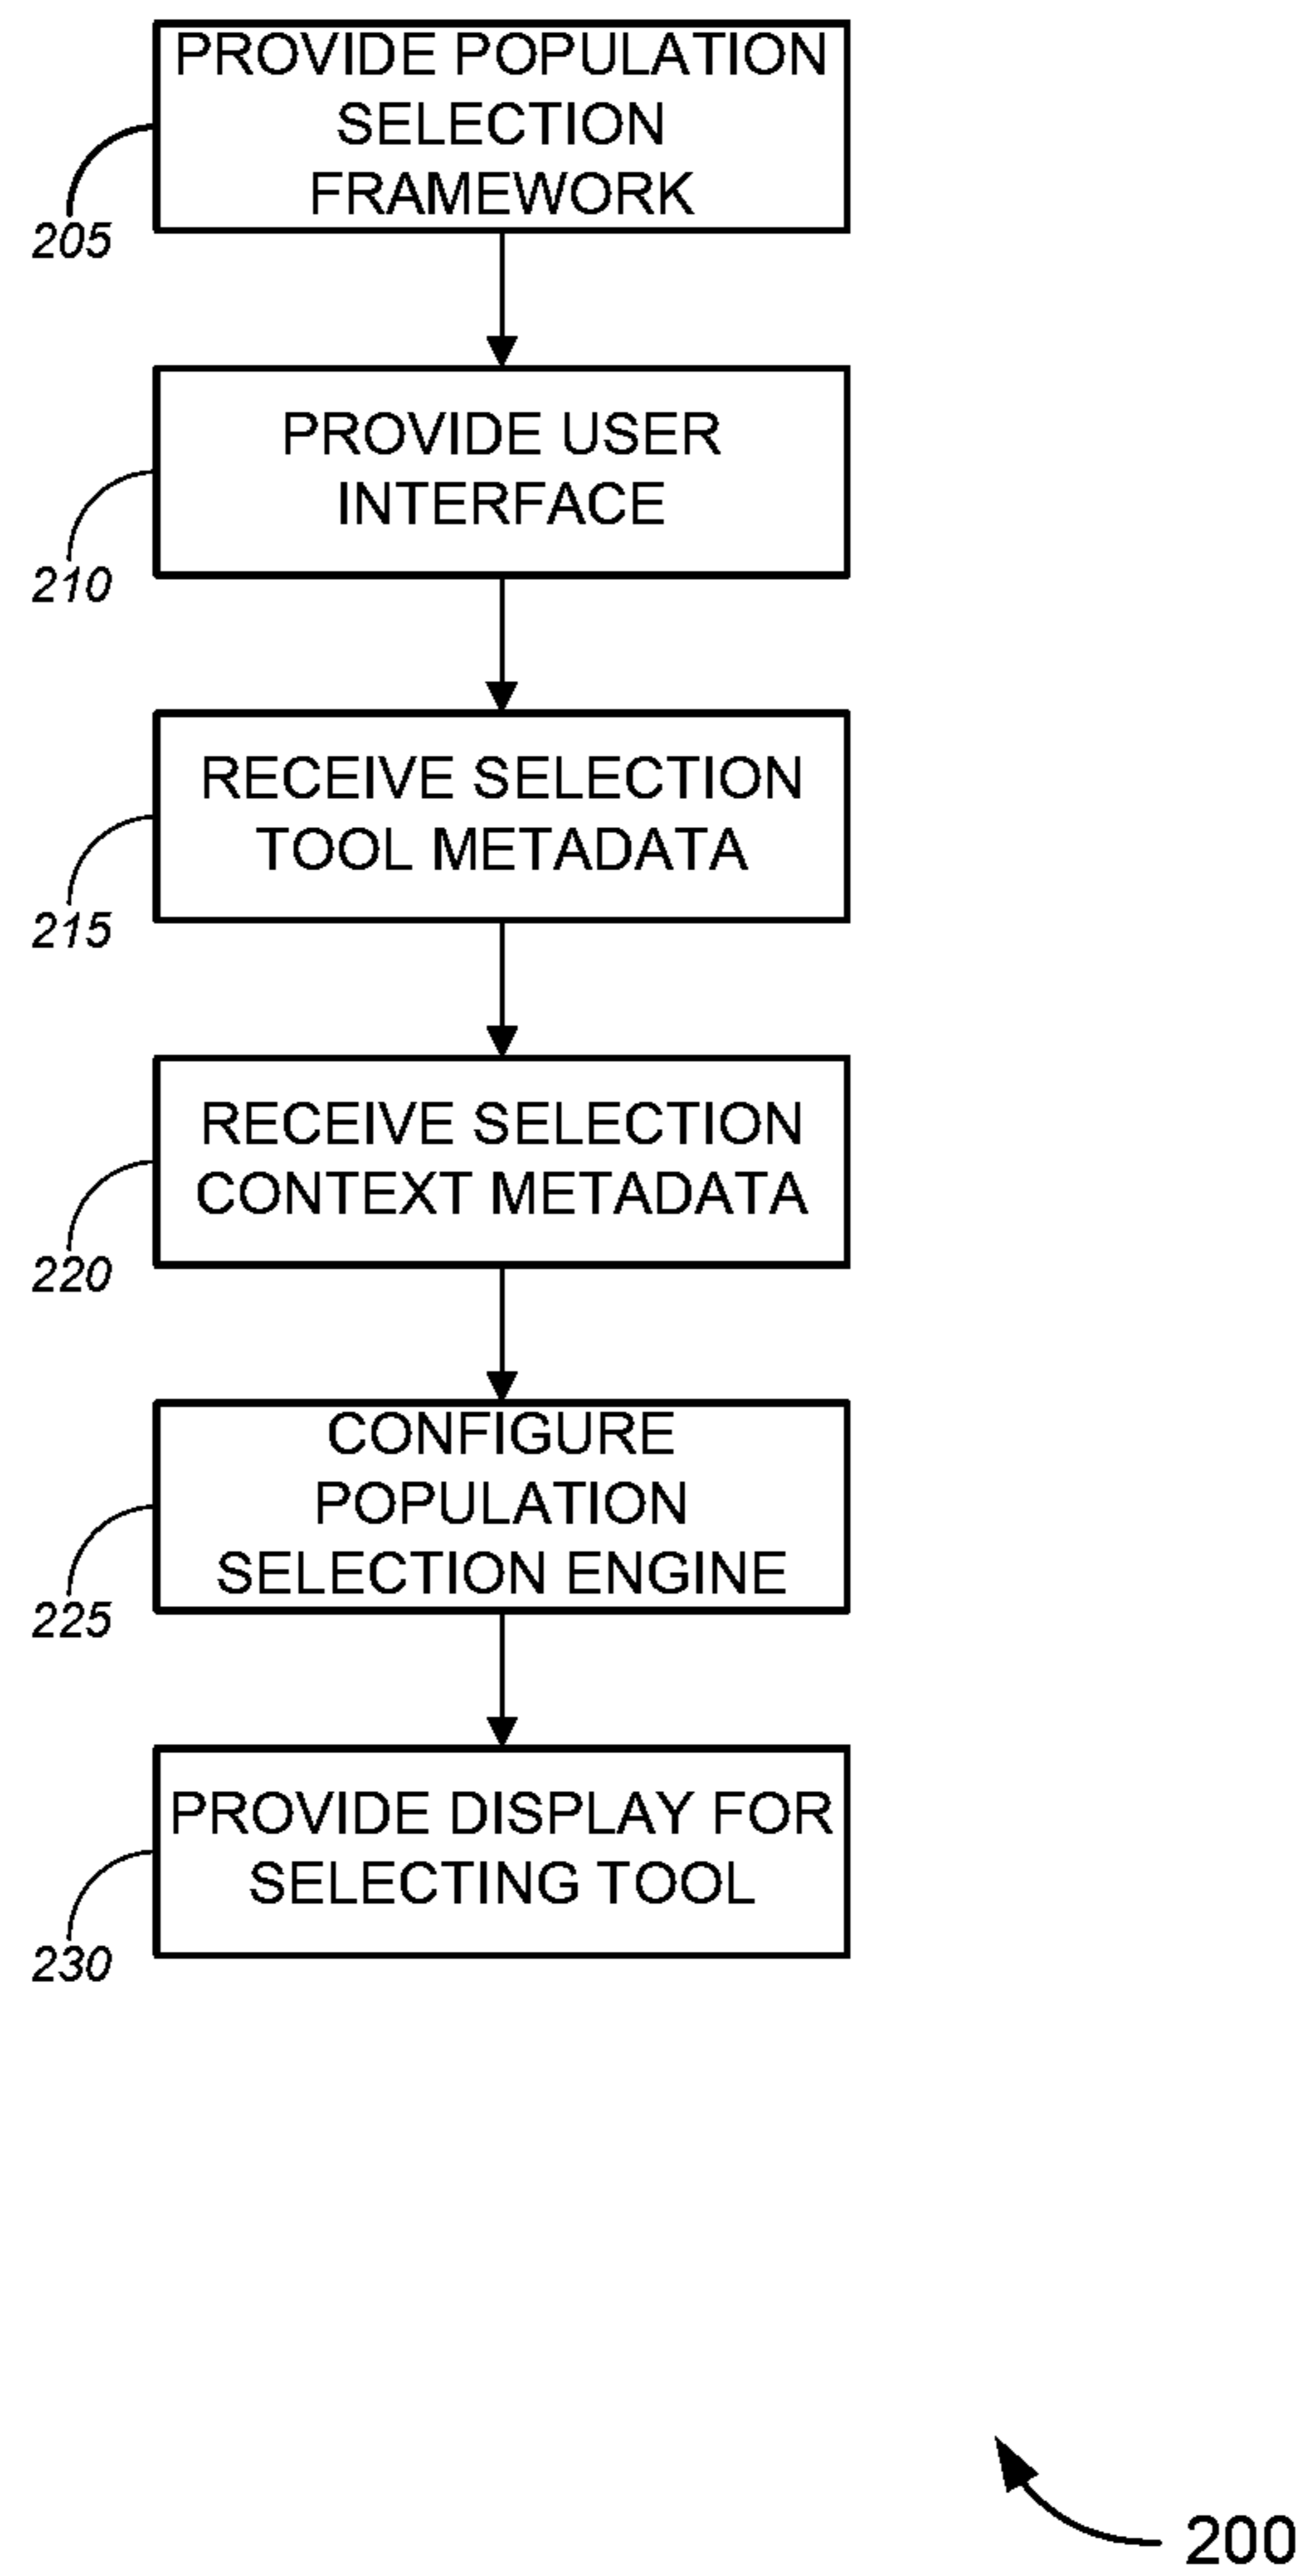 PROVIDE POPULATION
SELECTION
FRAMEWORK
205
PROVIDE USER
INTERFACE
210
RECEIVE SELECTION
TOOL METADATA
215
RECEIVE SELECTION
CONTEXT METADATA
220
CONFIGURE
POPULATION
SELECTION ENGINE
225
PROVIDE DISPLAY FOR
SELECTING TOOL
230
200